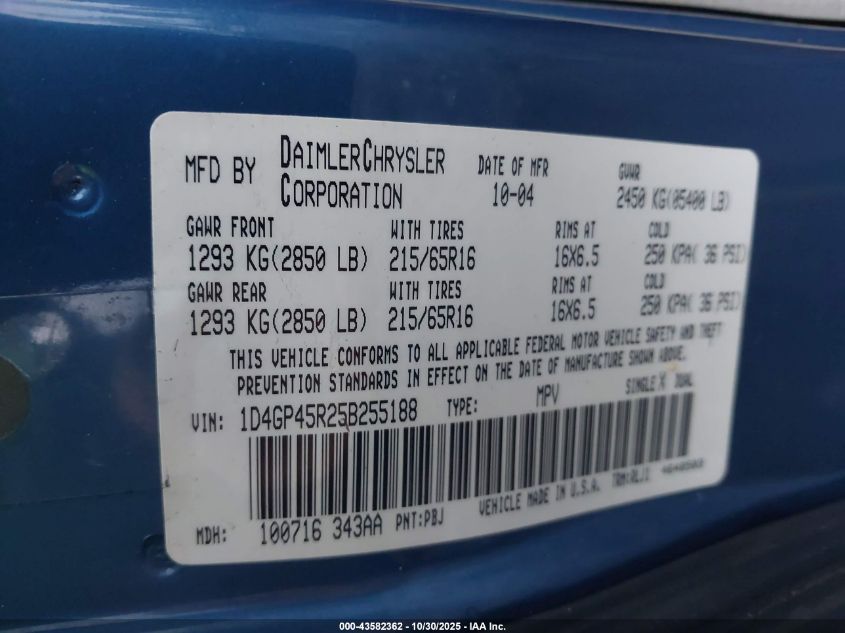 MFD BY DAIMLERCHRYSLER CORPORATION DATE OF MFR 10-04 GVWR 2450 KG(05400 LB)
GAWR FRONT WITH TIRES RIMS AT COLD
1293 KG(2850 LB) 215/65R16 16X6.5 250 KPA( 36 PSI)
GAWR REAR WITH TIRES RIMS AT COLD
1293 KG(2850 LB) 215/65R16 16X6.5 250 KPA( 36 PSI)
THIS VEHICLE CONFORMS TO ALL APPLICABLE FEDERAL MOTOR VEHICLE SAFETY AND THEFT
PREVENTION STANDARDS IN EFFECT ON THE DATE OF MANUFACTURE SHOWN ABOVE.
VIN: 1D4GP45R25B255188 TYPE: MPV SINGLE X DUAL
MDH: 100716 343AA PNT:PBJ VEHICLE MADE IN U.S.A. TRM:RLJ1
000-43582362 • 10/30/2025 - IAA Inc.